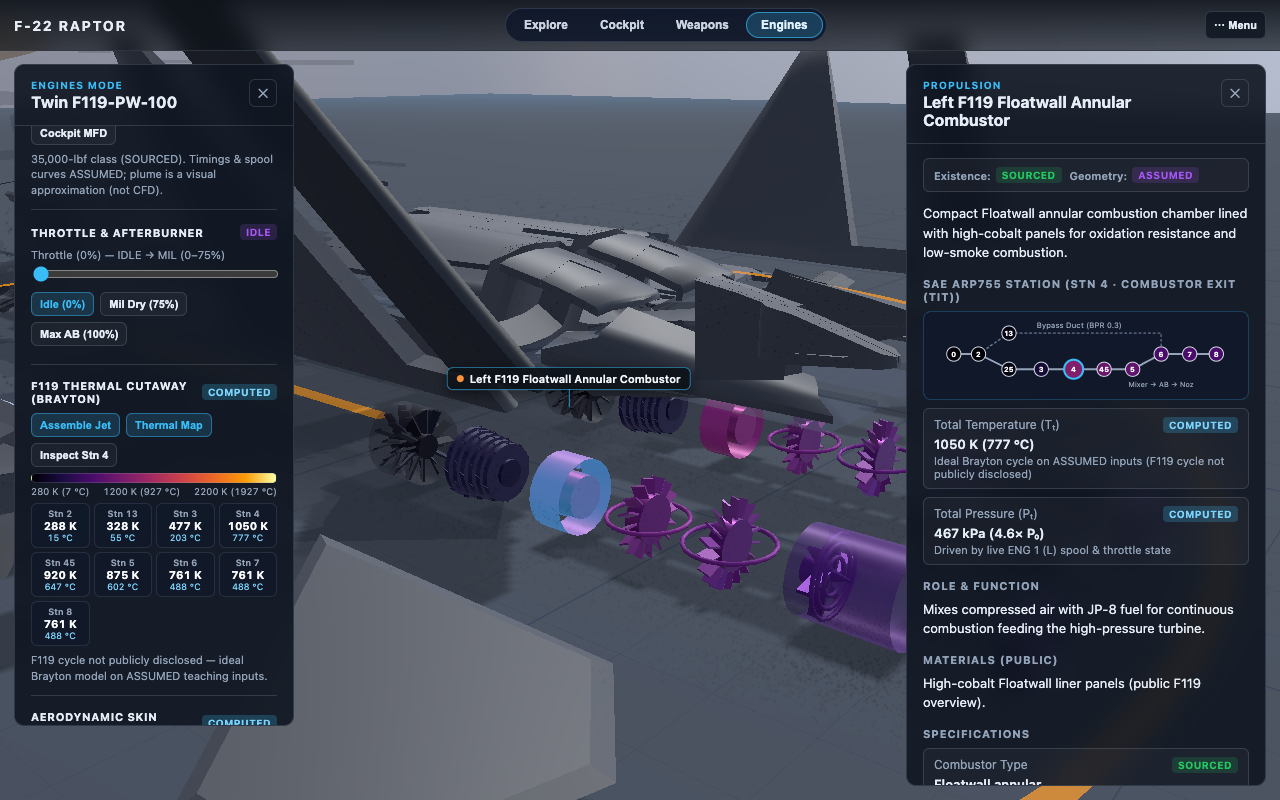 F-22 RAPTOR
Explore
Cockpit
Weapons
Engines
··· Menu
ENGINES MODE
Twin F119-PW-100
Cockpit MFD
35,000-lbf class (SOURCED). Timings & spool
curves ASSUMED; plume is a visual
approximation (not CFD).
THROTTLE & AFTERBURNER
IDLE
Throttle (0%) — IDLE → MIL (0–75%)
Idle (0%)
Mil Dry (75%)
Max AB (100%)
F119 THERMAL CUTAWAY
(BRAYTON)
COMPUTED
Assemble Jet
Thermal Map
Inspect Stn 4
280 K (7 °C)
1200 K (927 °C)
2200 K (1927 °C)
Stn 2
288 K
15 °C
Stn 13
328 K
55 °C
Stn 3
477 K
203 °C
Stn 4
1050 K
777 °C
Stn 45
920 K
647 °C
Stn 5
875 K
602 °C
Stn 6
761 K
488 °C
Stn 7
761 K
488 °C
Stn 8
761 K
488 °C
F119 cycle not publicly disclosed — ideal
Brayton model on ASSUMED teaching inputs.
AERODYNAMIC SKIN
COMPUTED
Left F119 Floatwall Annular Combustor
PROPULSION
Left F119 Floatwall Annular
Combustor
Existence:
SOURCED
Geometry:
ASSUMED
Compact Floatwall annular combustion chamber lined
with high-cobalt panels for oxidation resistance and
low-smoke combustion.
SAE ARP755 STATION (STN 4 · COMBUSTOR EXIT
(TIT))
Bypass Duct (BPR 0.3)
13
0
2
6
7
8
25
3
4
45
5
Mixer → AB → Noz
Total Temperature (Tₜ)
COMPUTED
1050 K (777 °C)
Ideal Brayton cycle on ASSUMED inputs (F119 cycle not
publicly disclosed)
Total Pressure (Pₜ)
COMPUTED
467 kPa (4.6× P₀)
Driven by live ENG 1 (L) spool & throttle state
ROLE & FUNCTION
Mixes compressed air with JP-8 fuel for continuous
combustion feeding the high-pressure turbine.
MATERIALS (PUBLIC)
High-cobalt Floatwall liner panels (public F119
overview).
SPECIFICATIONS
Combustor Type
SOURCED
Floatwall annular